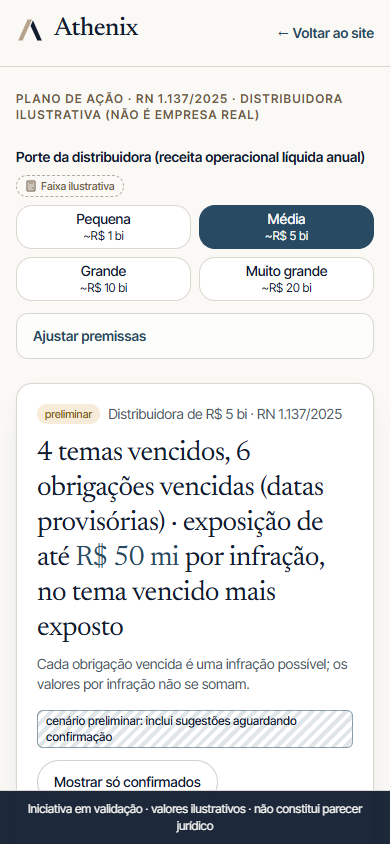 Athenix
← Voltar ao site
PLANO DE AÇÃO · RN 1.137/2025 · DISTRIBUIDORA
ILUSTRATIVA (NÃO É EMPRESA REAL)
Porte da distribuidora (receita operacional líquida anual)
Faixa ilustrativa
Pequena
~R$ 1 bi
Média
~R$ 5 bi
Grande
~R$ 10 bi
Muito grande
~R$ 20 bi
Ajustar premissas
preliminar Distribuidora de R$ 5 bi · RN 1.137/2025
4 temas vencidos, 6
obrigações vencidas (datas
provisórias) · exposição de
até R$ 50 mi por infração,
no tema vencido mais
exposto
Cada obrigação vencida é uma infração possível; os
valores por infração não se somam.
cenário preliminar: inclui sugestões aguardando
confirmação
Mostrar só confirmados
Iniciativa em validação · valores ilustrativos · não constitui parecer
jurídico